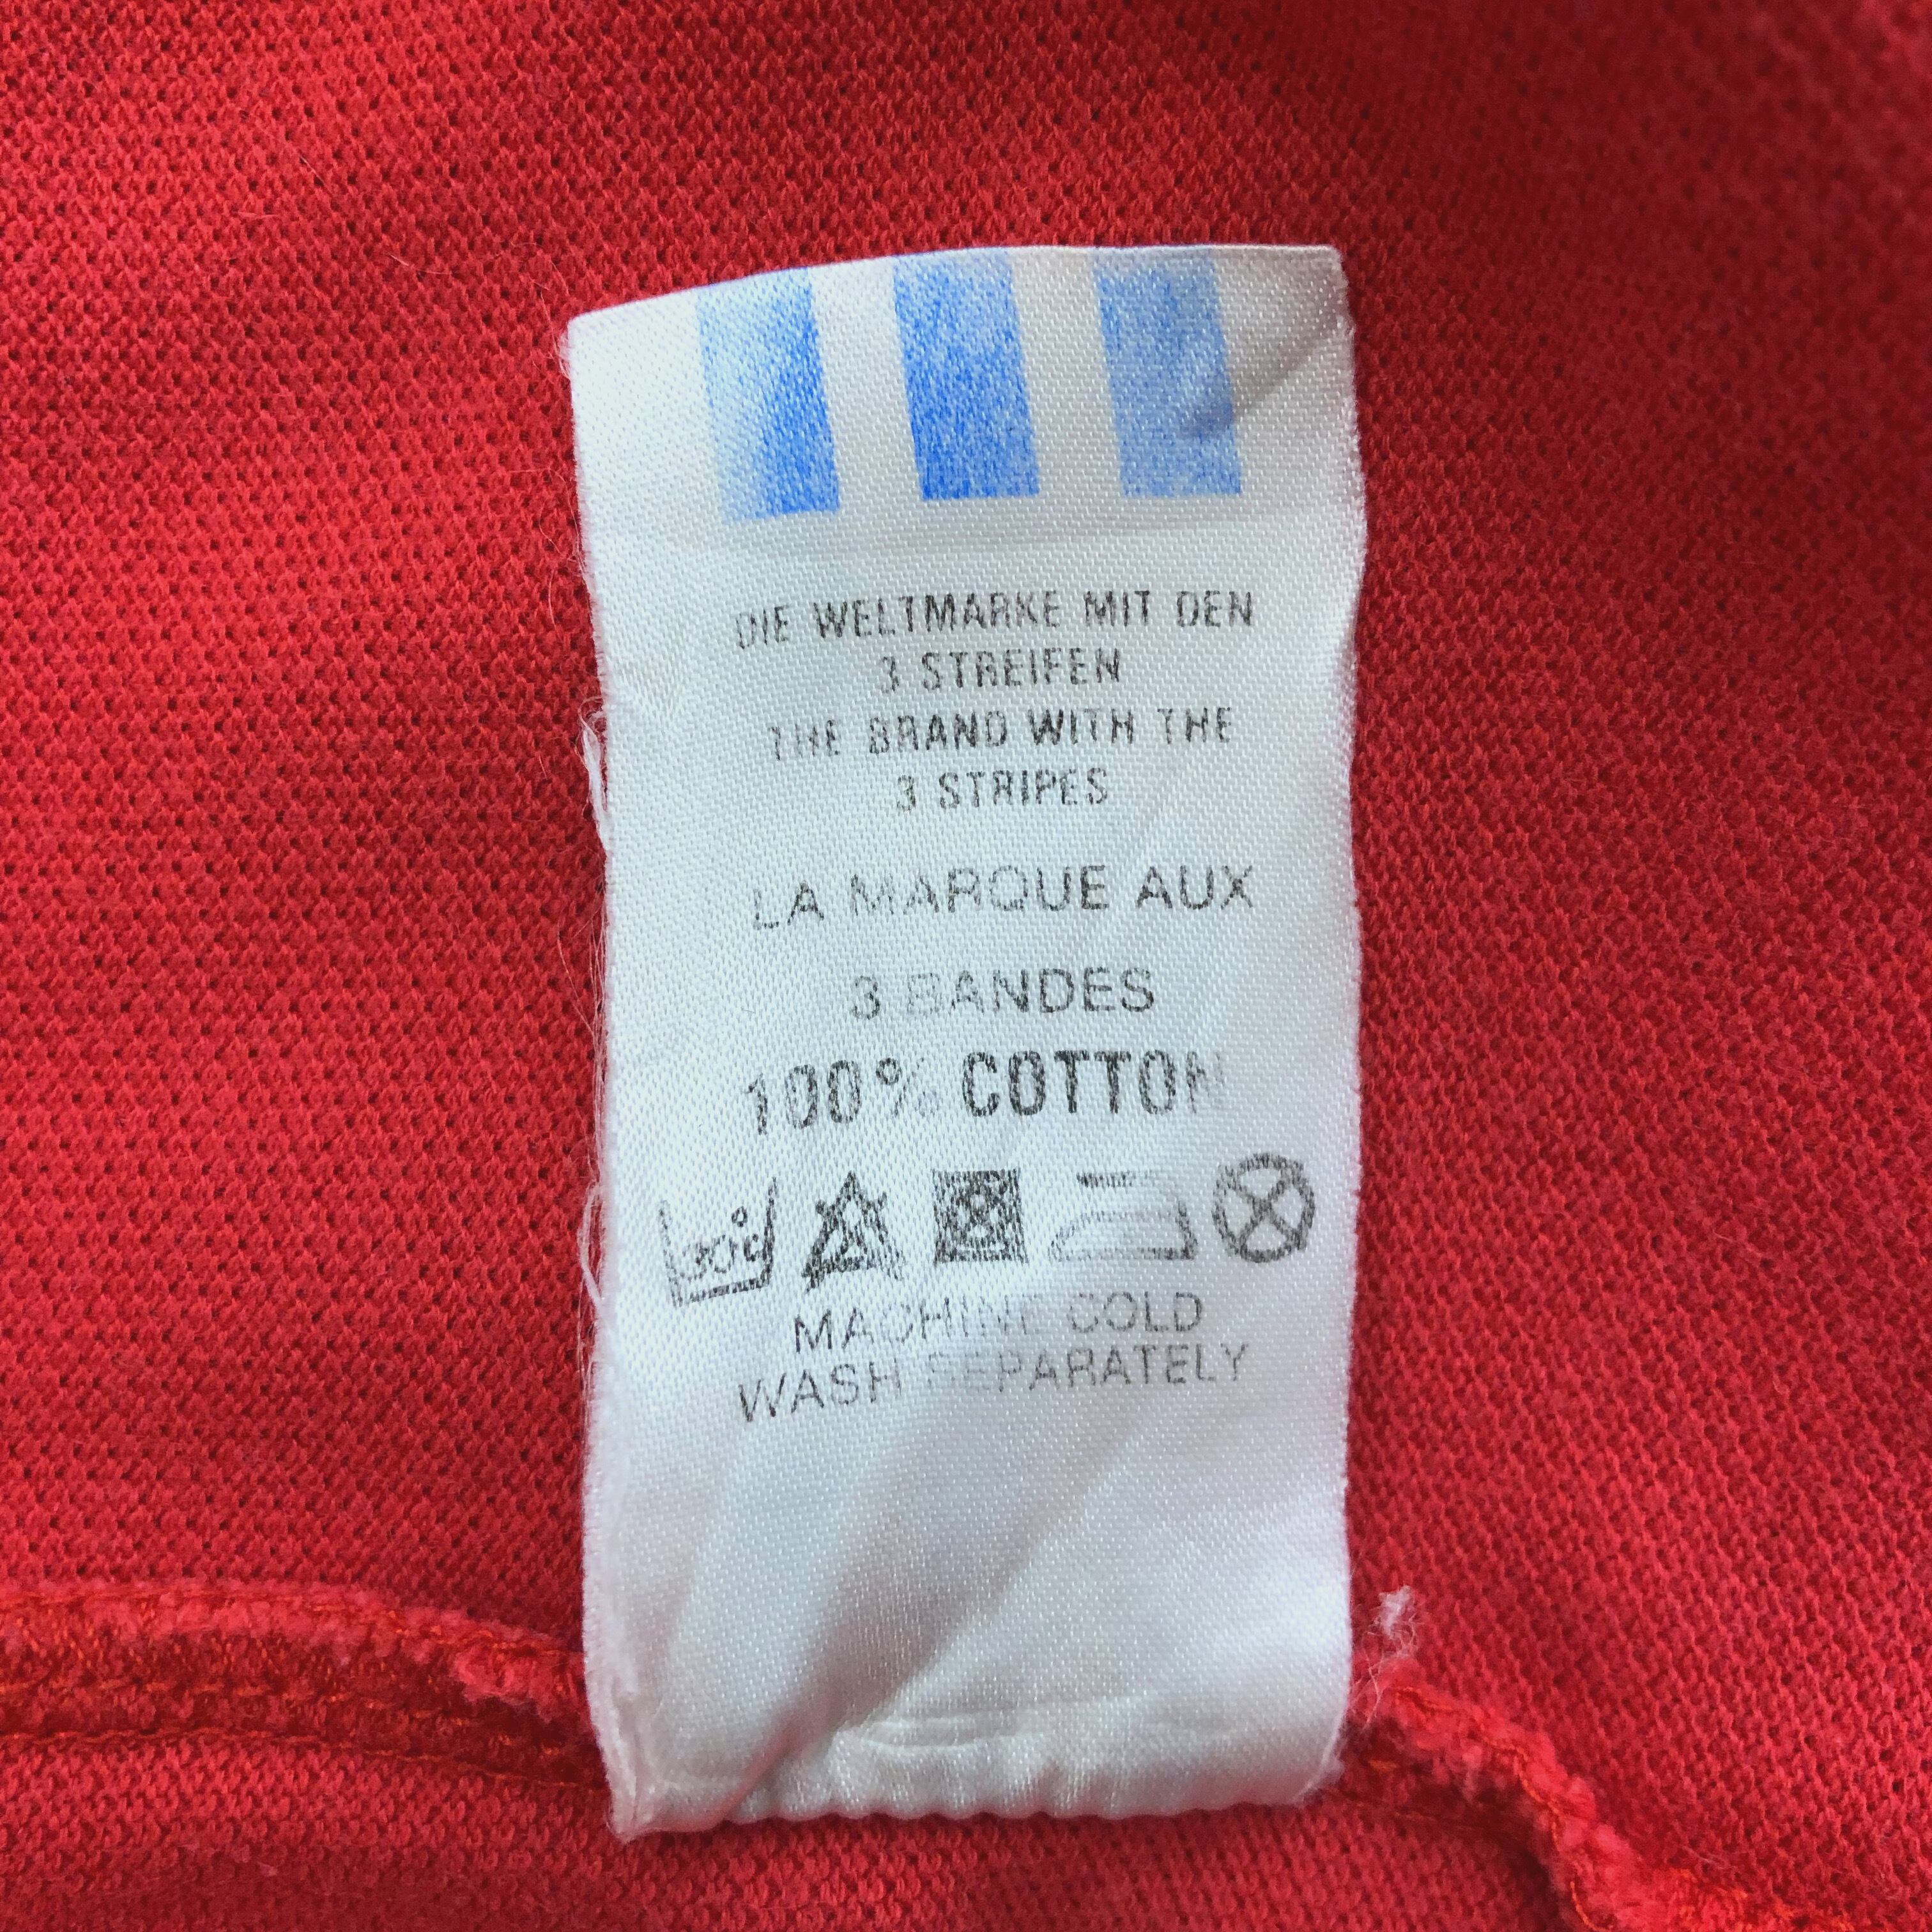 DIE WELTMARKE MIT DEN
3 STREIFEN
THE BRAND WITH THE
3 STRIPES
LA MARQUE AUX
3 BANDES
100% COTTON
30°C
MACHINE COLD
WASH SEPARATELY